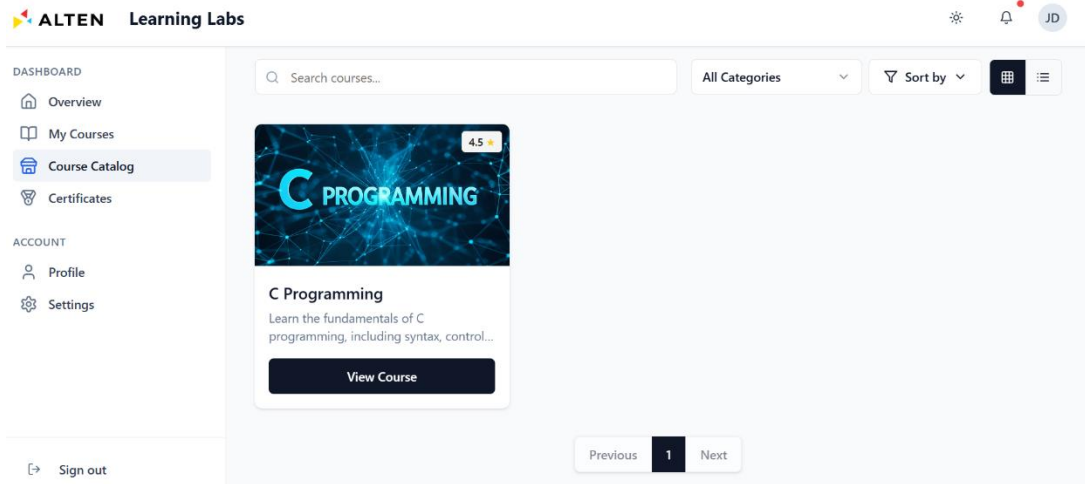 ALTEN Learning Labs
JD
DASHBOARD
Overview
My Courses
Course Catalog
Certificates
ACCOUNT
Profile
Settings
Sign out
Search courses...
All Categories
Sort by
4.5
C PROGRAMMING
C Programming
Learn the fundamentals of C
programming, including syntax, control...
View Course
Previous 1 Next